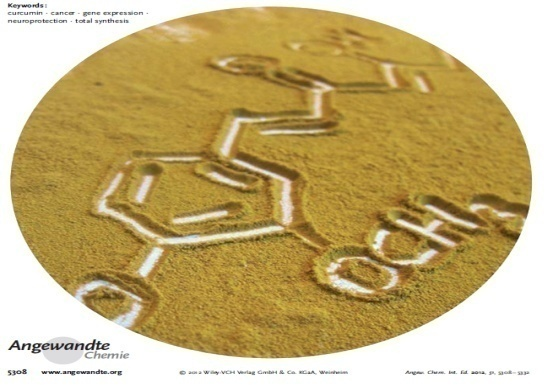 Keywords:
curcumin · cancer · gene expression ·
neuroprotection · total synthesis
OH
O
OCH3
O
Angewandte
Chemie
5308 www.angewandte.org © 2012 Wiley-VCH Verlag GmbH & Co. KGaA, Weinheim Angew. Chem. Int. Ed. 2012, 51, 5308–5332